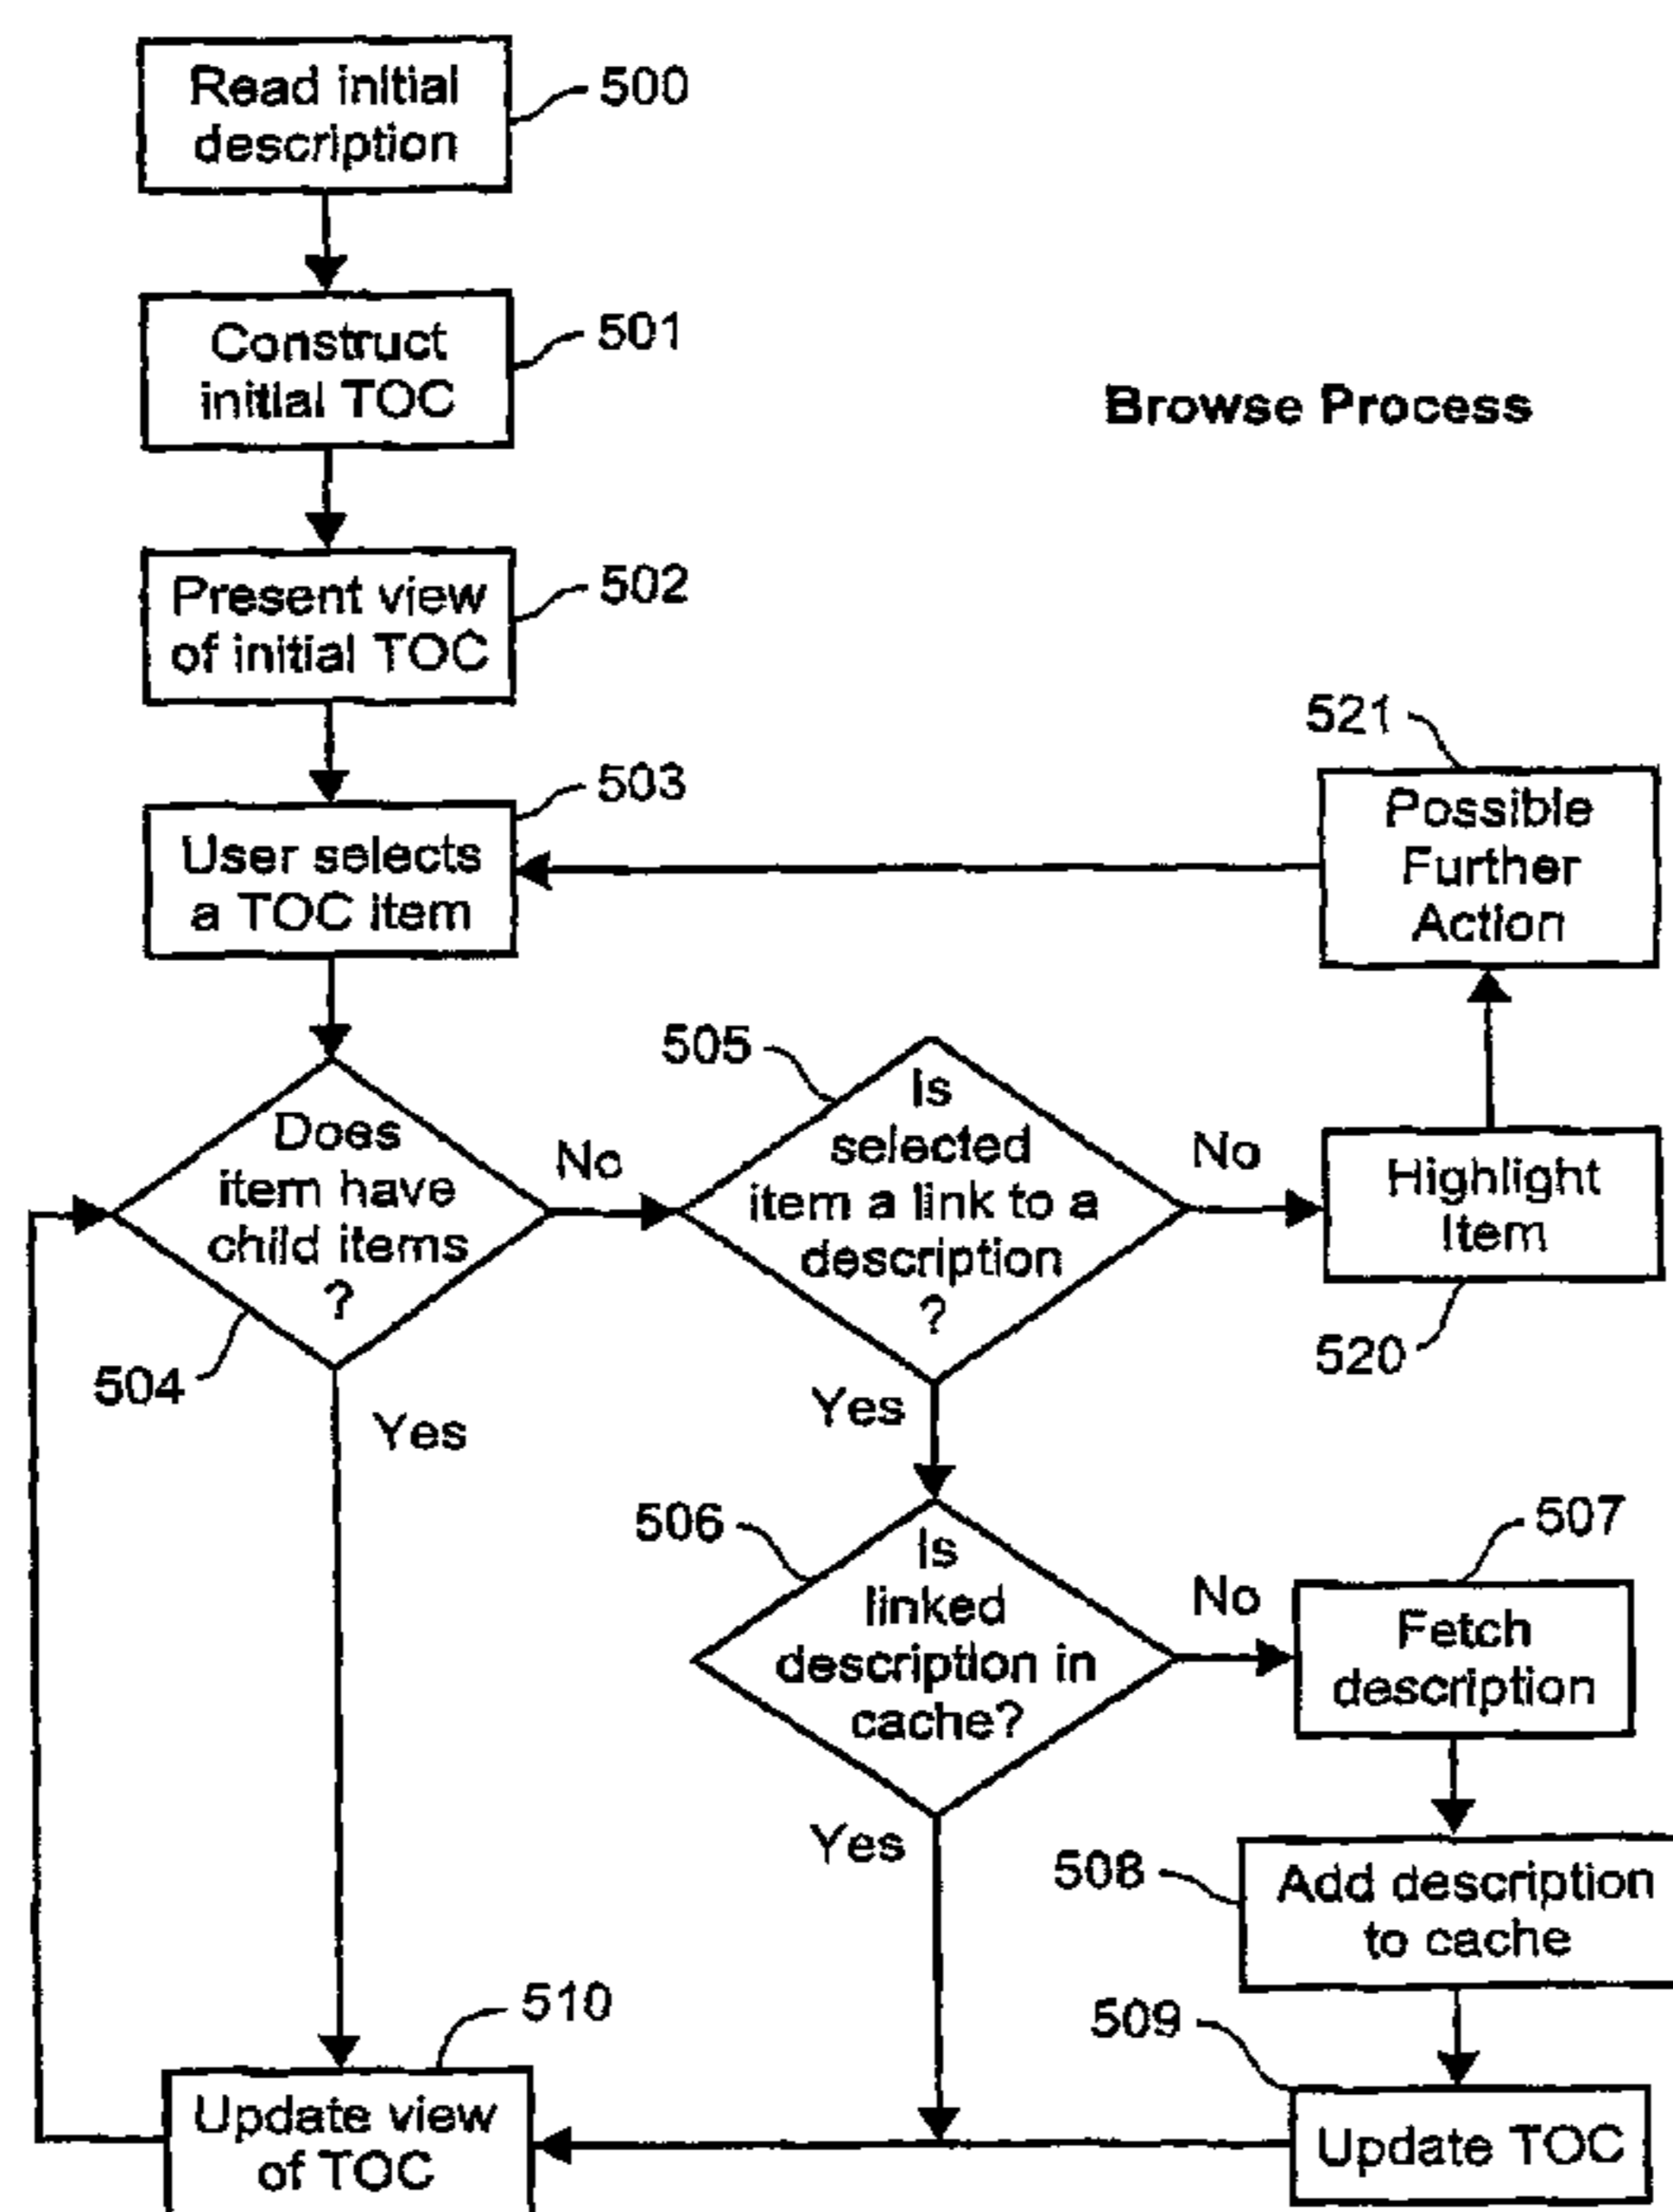 Read initial
description
500
Construct
initial TOC
501
Browse Process
Present view
of initial TOC
502
User selects
a TOC item
503
521
Possible
Further
Action
Does
item have
child items
?
504
No
Yes
505
Is
selected
item a link to a
description
?
No
Yes
Highlight
Item
520
506
Is
linked
description in
cache?
No
Yes
507
Fetch
description
508
Add description
to cache
509
Update TOC
510
Update view
of TOC